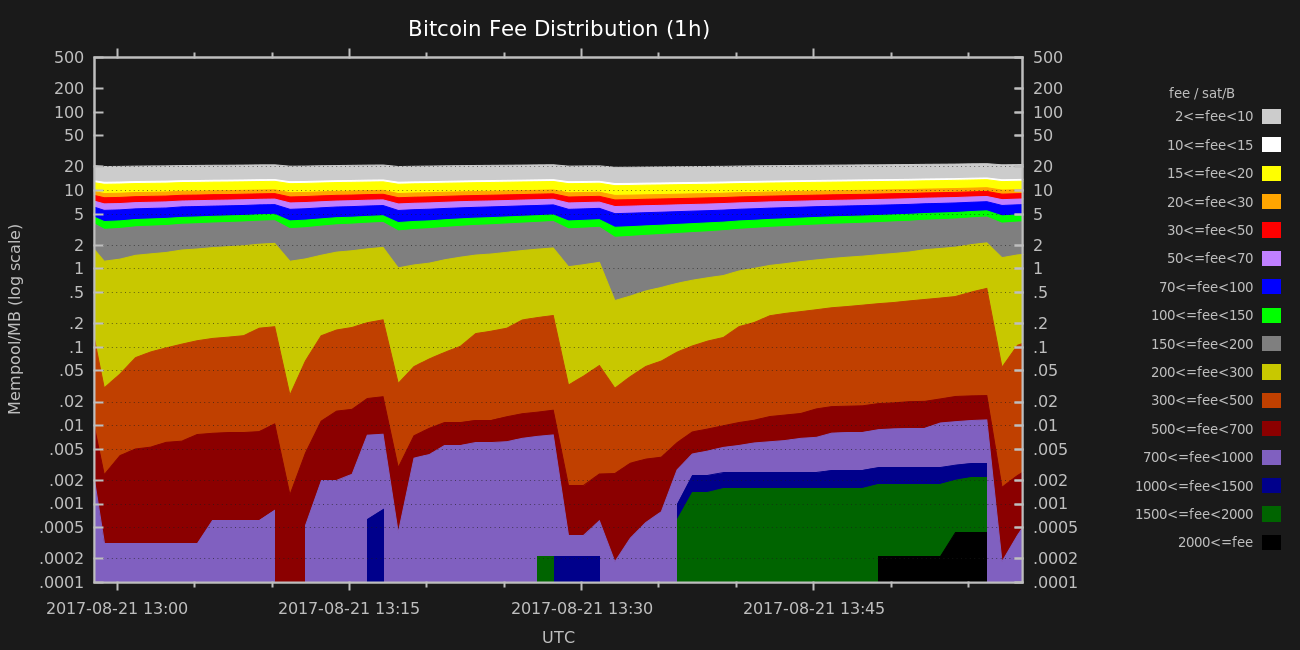 Bitcoin Fee Distribution (1h)
Mempool/MB (log scale)
500
200
100
50
20
10
5
2
1
.5
.2
.1
.05
.02
.01
.005
.002
.001
.0005
.0002
.0001
500
200
100
50
20
10
5
2
1
.5
.2
.1
.05
.02
.01
.005
.002
.001
.0005
.0002
.0001
2017-08-21 13:00
2017-08-21 13:15
2017-08-21 13:30
2017-08-21 13:45
UTC
fee / sat/B
2<=fee<10
10<=fee<15
15<=fee<20
20<=fee<30
30<=fee<50
50<=fee<70
70<=fee<100
100<=fee<150
150<=fee<200
200<=fee<300
300<=fee<500
500<=fee<700
700<=fee<1000
1000<=fee<1500
1500<=fee<2000
2000<=fee